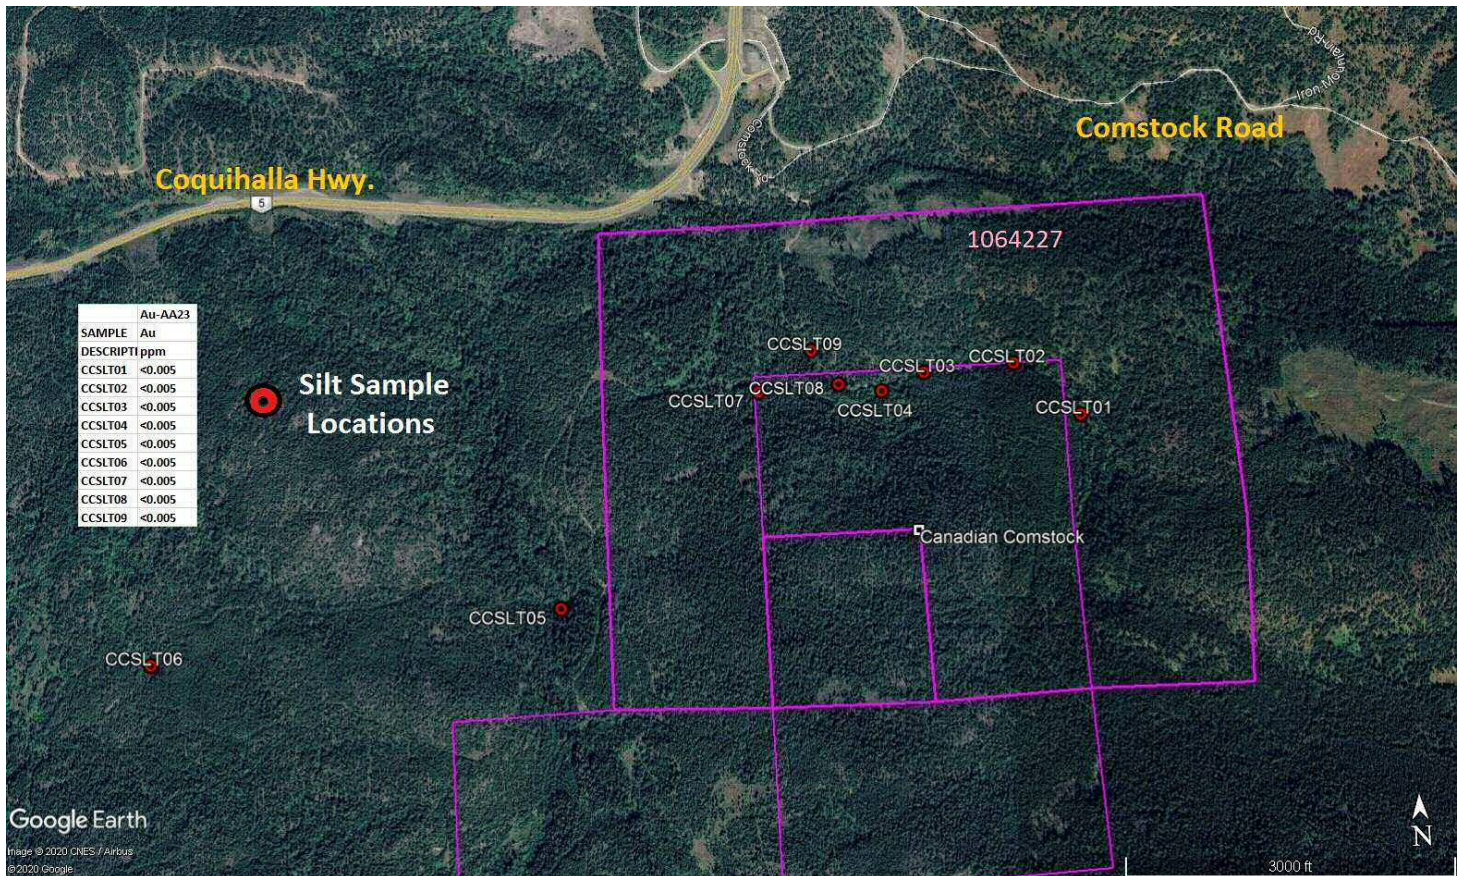 Iron-Mountain-Rd
Comstock Road
Comstock Rd
Coquihalla Hwy.
5
1064227
Au-AA23
SAMPLE Au
DESCRIPTI ppm
CCSLT01 <0.005
CCSLT02 <0.005
CCSLT03 <0.005
CCSLT04 <0.005
CCSLT05 <0.005
CCSLT06 <0.005
CCSLT07 <0.005
CCSLT08 <0.005
CCSLT09 <0.005
Silt Sample
Locations
CCSLT09
CCSLT02
CCSLT03
CCSLT08
CCSLT07
CCSLT04
CCSLT01
Canadian Comstock
CCSLT05
CCSLT06
Google Earth
Image © 2020 CNES / Airbus
© 2020 Google
N
3000 ft